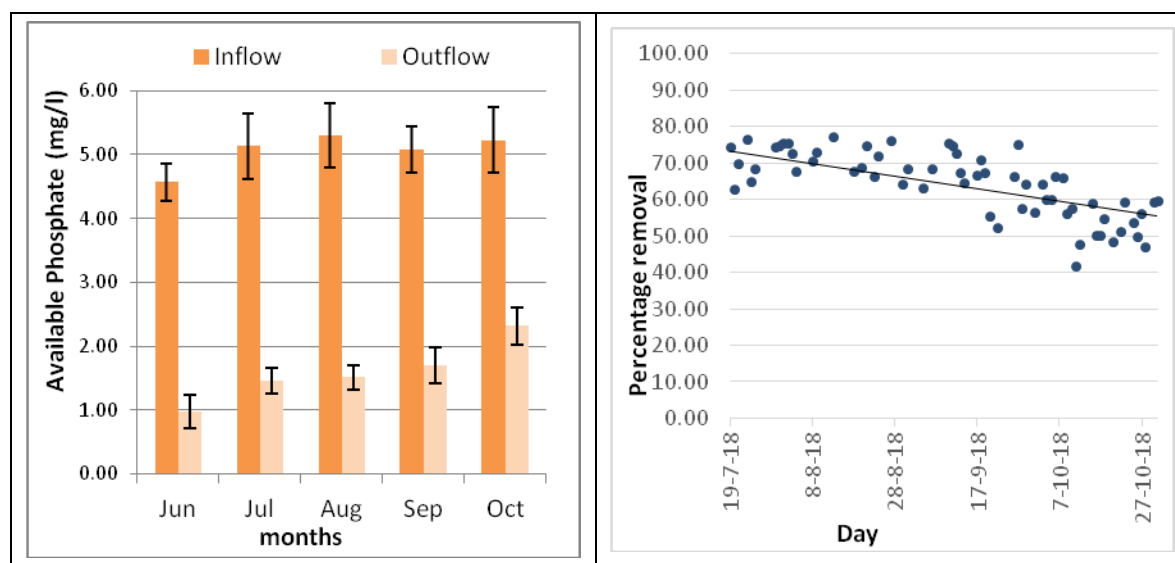 Inflow Outflow
Available Phosphate (mg/l)
6.00
5.00
4.00
3.00
2.00
1.00
0.00
Jun Jul Aug Sep Oct
months
Percentage removal
100.00
90.00
80.00
70.00
60.00
50.00
40.00
30.00
20.00
10.00
0.00
19-7-18 8-8-18 28-8-18 17-9-18 7-10-18 27-10-18
Day